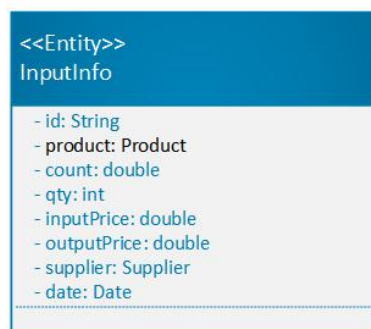 <<Entity>>
InputInfo
- id: String
- product: Product
- count: double
- qty: int
- inputPrice: double
- outputPrice: double
- supplier: Supplier
- date: Date